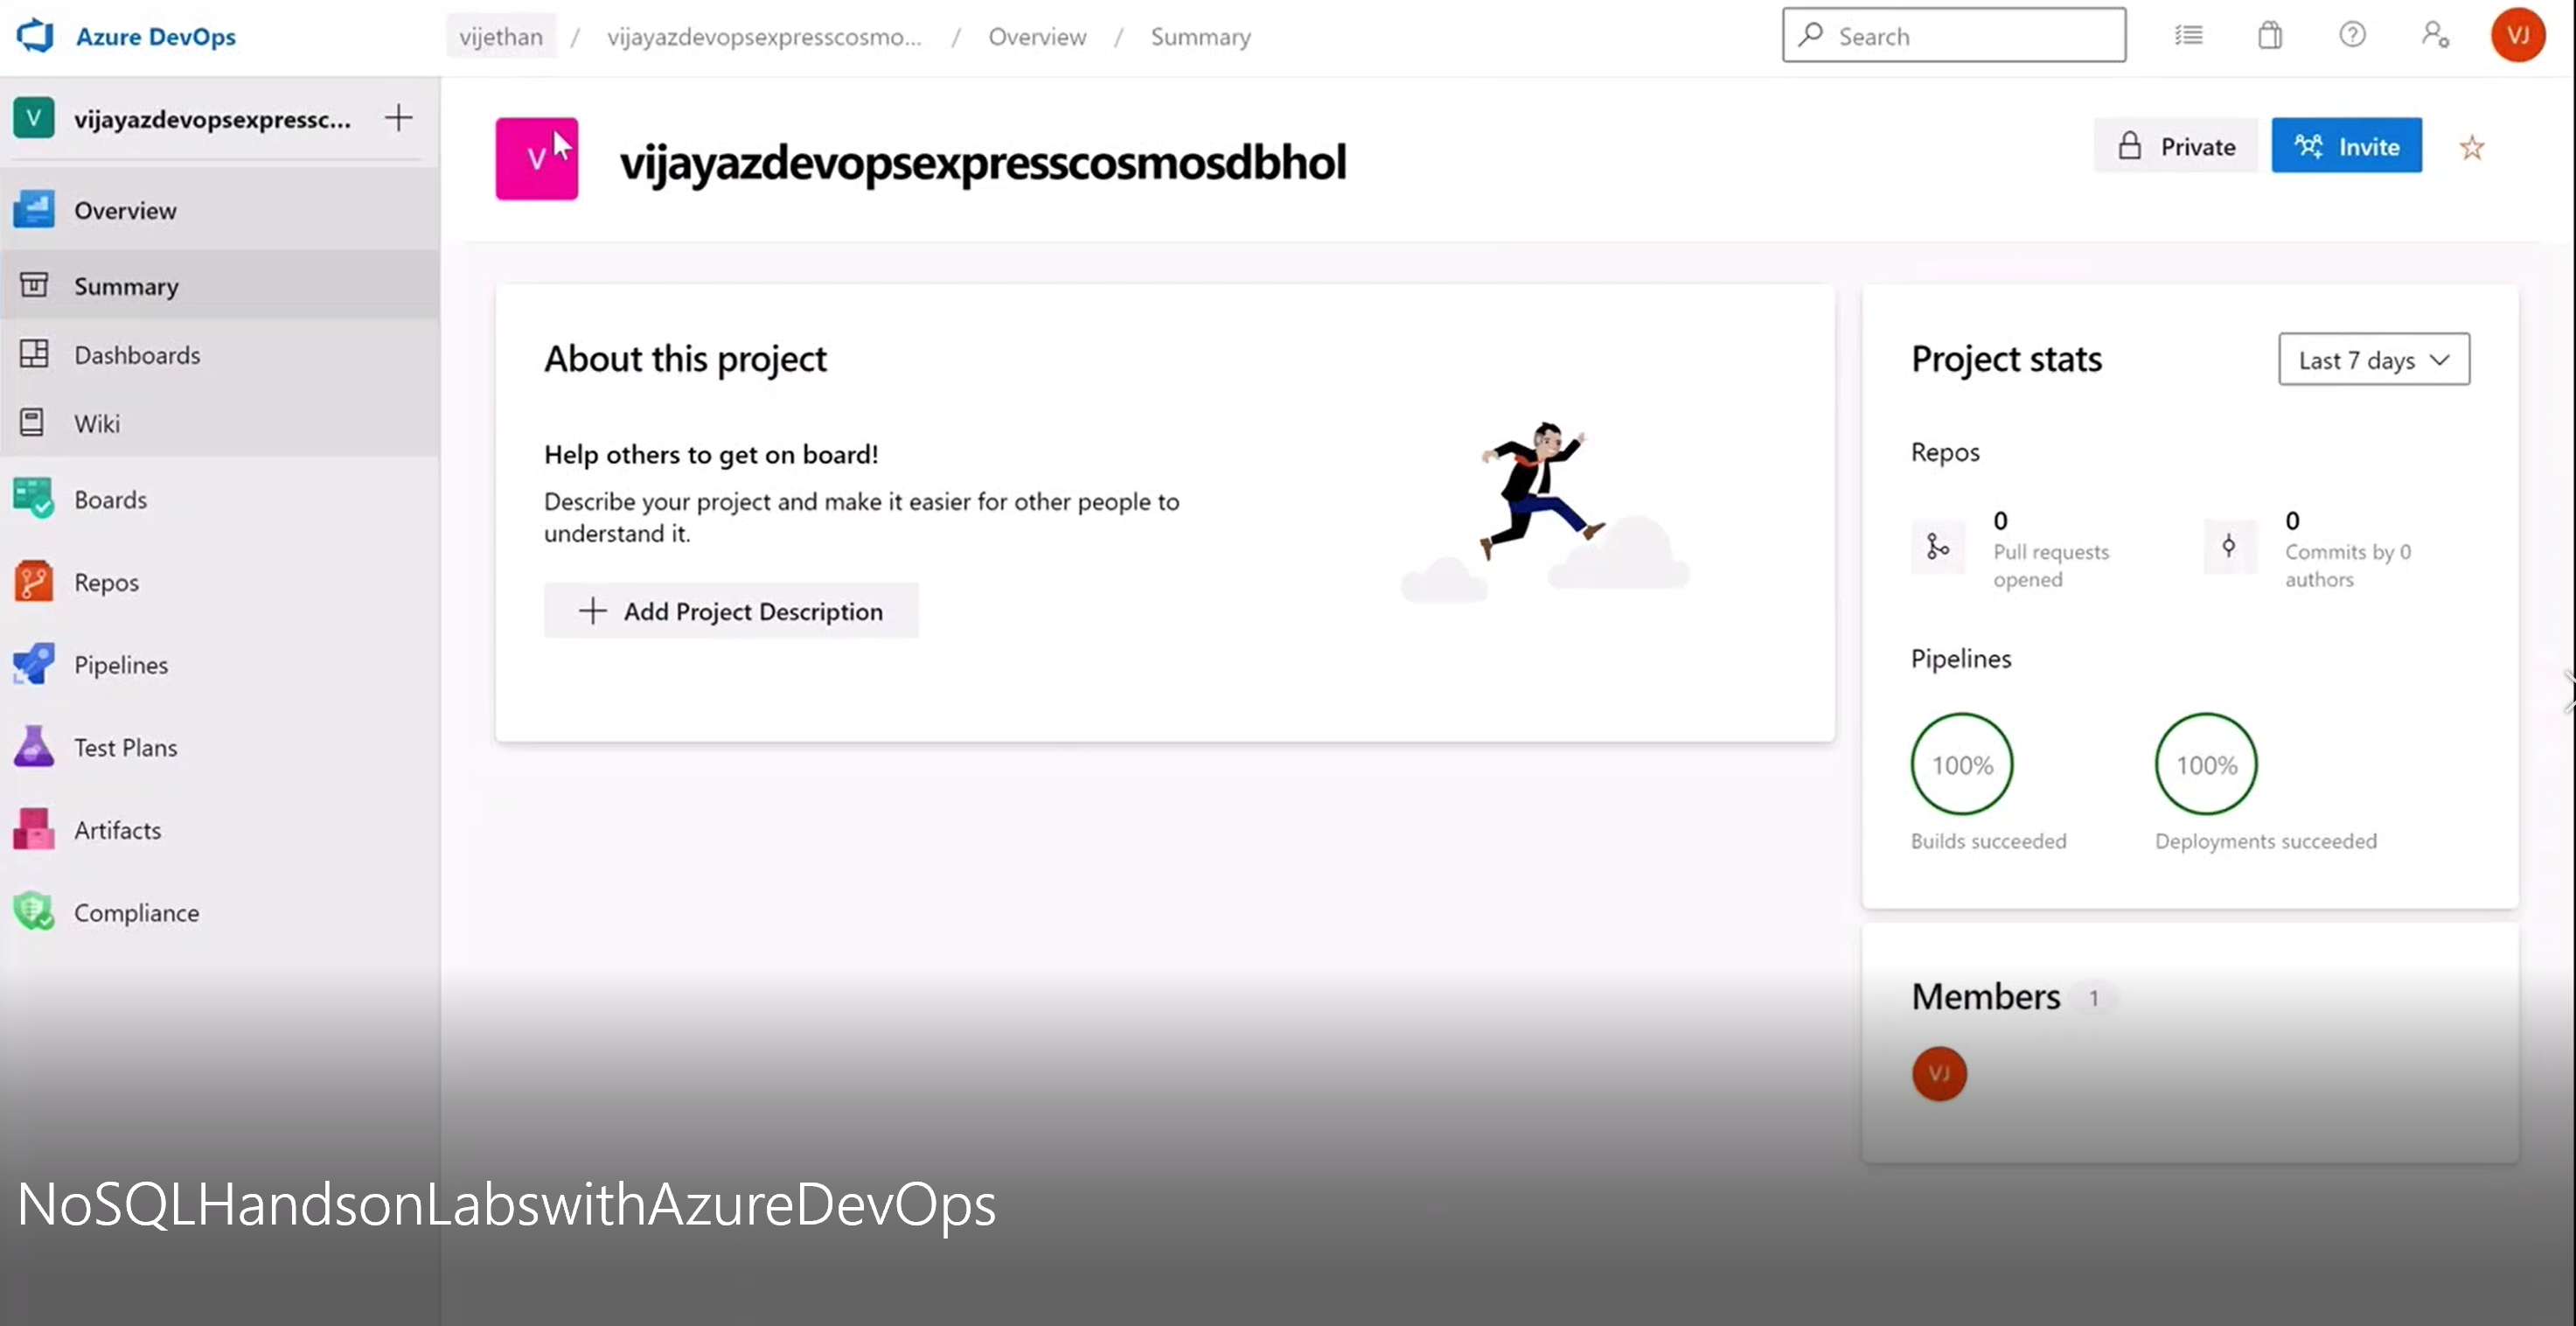 Azure DevOps
vijethan / vijayazdevopsexpresscosmo... / Overview / Summary
Search
VJ
V
vijayazdevopsexpressc...
Overview
Summary
Dashboards
Wiki
Boards
Repos
Pipelines
Test Plans
Artifacts
Compliance
V
vijayazdevopsexpresscosmosdbhol
Private
Invite
About this project
Help others to get on board!
Describe your project and make it easier for other people to
understand it.
Add Project Description
Project stats
Last 7 days
Repos
0
Pull requests
opened
0
Commits by 0
authors
Pipelines
100%
Builds succeeded
100%
Deployments succeeded
Members 1
VJ
NoSQLHandsonLabswithAzureDevOps